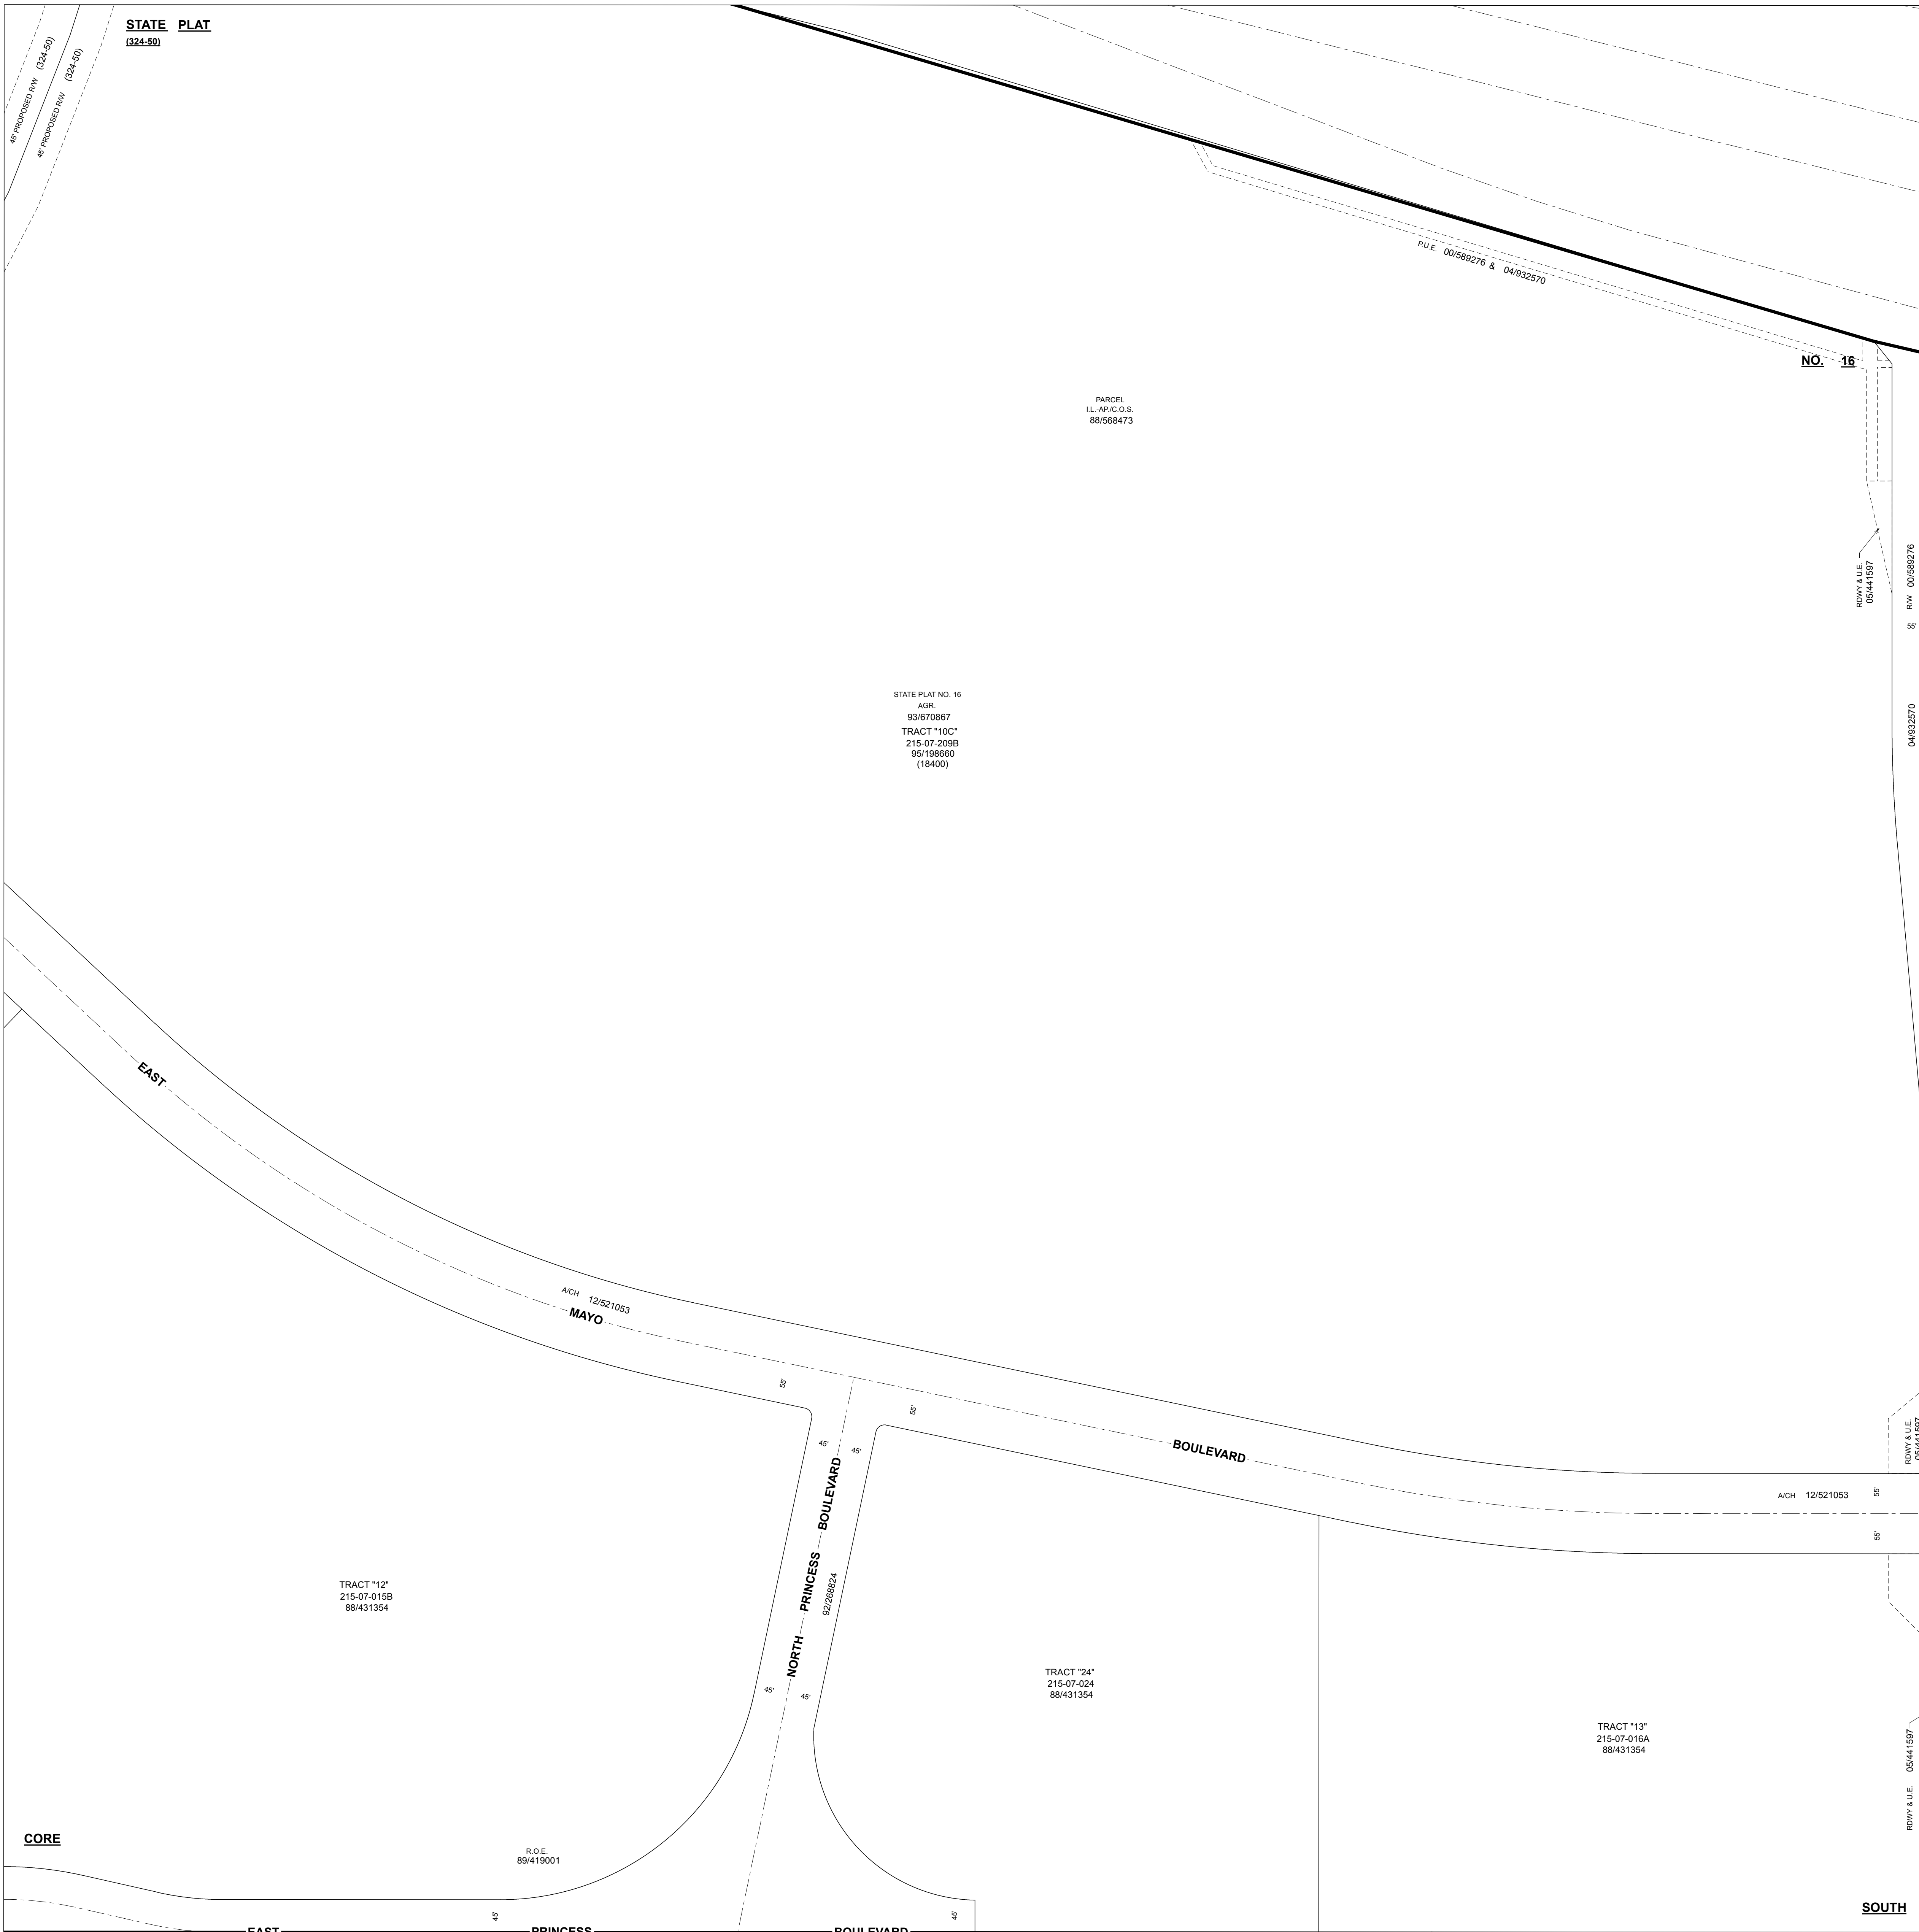 STATE PLAT
(324-50)
45' PROPOSED R/W (324-50)
45' PROPOSED R/W (324-50)
P.U.E. 00/589276 & 04/932570
NO. 16
PARCEL
I.L.-AP./C.O.S.
88/568473
RDWY & U.E.
05/441597
R/W 00/589276
55'
04/932570
STATE PLAT NO. 16
AGR.
93/670867
TRACT "10C"
215-07-209B
95/198660
(18400)
EAST
A/CH 12/521053
MAYO
55'
55'
45'
45'
BOULEVARD
RDWY & U.E.
05/441597
A/CH 12/521053
55'
55'
NORTH PRINCESS BOULEVARD
92/268824
TRACT "12"
215-07-015B
88/431354
45'
45'
TRACT "24"
215-07-024
88/431354
TRACT "13"
215-07-016A
88/431354
RDWY & U.E. 05/441597
CORE
R.O.E.
89/419001
SOUTH
45'
45'
EAST PRINCESS BOULEVARD